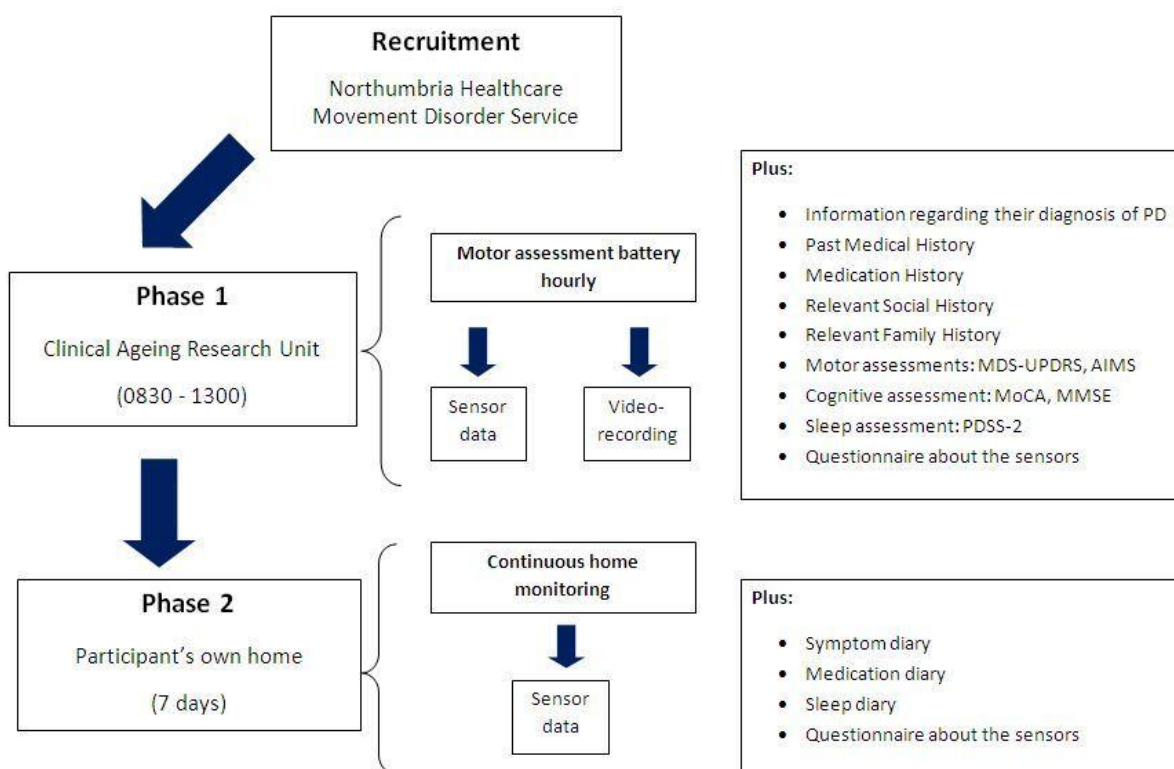 Recruitment
Northumbria Healthcare
Movement Disorder Service
Phase 1
Clinical Ageing Research Unit
(0830 - 1300)
Motor assessment battery
hourly
Sensor
data
Video-
recording
Plus:
• Information regarding their diagnosis of PD
• Past Medical History
• Medication History
• Relevant Social History
• Relevant Family History
• Motor assessments: MDS-UPDRS, AIMS
• Cognitive assessment: MoCA, MMSE
• Sleep assessment: PDSS-2
• Questionnaire about the sensors
Phase 2
Participant's own home
(7 days)
Continuous home
monitoring
Sensor
data
Plus:
• Symptom diary
• Medication diary
• Sleep diary
• Questionnaire about the sensors